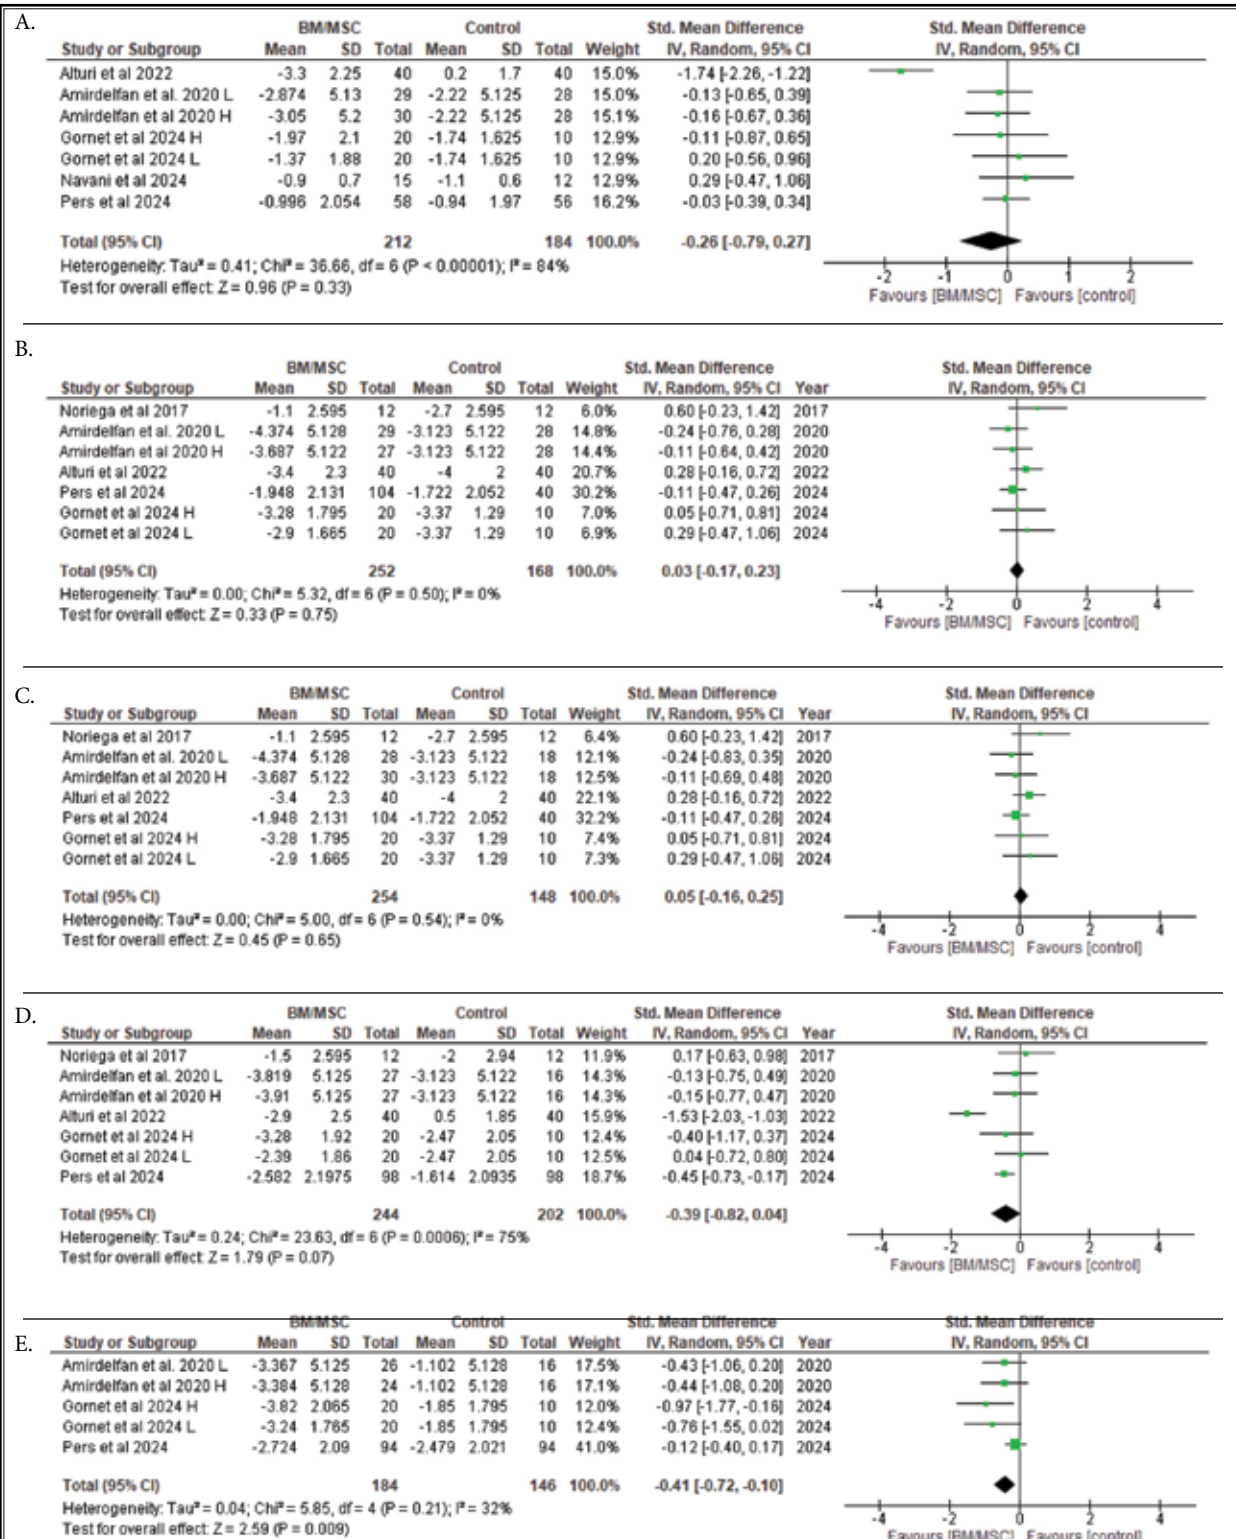 A.
BM/MSC Control Std. Mean Difference Std. Mean Difference
Study or Subgroup Mean SD Total Mean SD Total Weight IV, Random, 95% CI IV, Random, 95% CI
Alturi et al 2022 -3.3 2.25 40 0.2 1.7 40 15.0% -1.74 [-2.26, -1.22]
Amirdelfan et al. 2020 L -2.874 5.13 29 -2.22 5.125 28 15.0% -0.13 [-0.65, 0.39]
Amirdelfan et al 2020 H -3.05 5.2 30 -2.22 5.125 28 15.1% -0.16 [-0.67, 0.36]
Gornet et al 2024 H -1.97 2.1 20 -1.74 1.625 10 12.9% -0.11 [-0.87, 0.65]
Gornet et al 2024 L -1.37 1.88 20 -1.74 1.625 10 12.9% 0.20 [-0.56, 0.96]
Navani et al 2024 -0.9 0.7 15 -1.1 0.6 12 12.9% 0.29 [-0.47, 1.06]
Pers et al 2024 -0.996 2.054 58 -0.94 1.97 56 16.2% -0.03 [-0.39, 0.34]
Total (95% CI) 212 184 100.0% -0.26 [-0.79, 0.27]
Heterogeneity: Tau² = 0.41; Chi² = 36.66, df = 6 (P < 0.00001); I² = 84%
Test for overall effect: Z = 0.96 (P = 0.33)
-2 -1 0 1 2
Favours [BM/MSC] Favours [control]
B.
BM/MSC Control Std. Mean Difference Std. Mean Difference
Study or Subgroup Mean SD Total Mean SD Total Weight IV, Random, 95% CI Year IV, Random, 95% CI
Noriega et al 2017 -1.1 2.595 12 -2.7 2.595 12 6.0% 0.60 [-0.23, 1.42] 2017
Amirdelfan et al. 2020 L -4.374 5.128 29 -3.123 5.122 28 14.8% -0.24 [-0.76, 0.28] 2020
Amirdelfan et al 2020 H -3.687 5.122 27 -3.123 5.122 28 14.4% -0.11 [-0.64, 0.42] 2020
Alturi et al 2022 -3.4 2.3 40 -4 2 40 20.7% 0.28 [-0.16, 0.72] 2022
Pers et al 2024 -1.948 2.131 104 -1.722 2.052 40 30.2% -0.11 [-0.47, 0.26] 2024
Gornet et al 2024 H -3.28 1.795 20 -3.37 1.29 10 7.0% 0.05 [-0.71, 0.81] 2024
Gornet et al 2024 L -2.9 1.665 20 -3.37 1.29 10 6.9% 0.29 [-0.47, 1.06] 2024
Total (95% CI) 252 168 100.0% 0.03 [-0.17, 0.23]
Heterogeneity: Tau² = 0.00; Chi² = 5.32, df = 6 (P = 0.50); I² = 0%
Test for overall effect: Z = 0.33 (P = 0.75)
-4 -2 0 2 4
Favours [BM/MSC] Favours [control]
C.
BM/MSC Control Std. Mean Difference Std. Mean Difference
Study or Subgroup Mean SD Total Mean SD Total Weight IV, Random, 95% CI Year IV, Random, 95% CI
Noriega et al 2017 -1.1 2.595 12 -2.7 2.595 12 6.4% 0.60 [-0.23, 1.42] 2017
Amirdelfan et al. 2020 L -4.374 5.128 28 -3.123 5.122 18 12.1% -0.24 [-0.83, 0.35] 2020
Amirdelfan et al 2020 H -3.687 5.122 30 -3.123 5.122 18 12.5% -0.11 [-0.69, 0.48] 2020
Alturi et al 2022 -3.4 2.3 40 -4 2 40 22.1% 0.28 [-0.16, 0.72] 2022
Pers et al 2024 -1.948 2.131 104 -1.722 2.052 40 32.2% -0.11 [-0.47, 0.26] 2024
Gornet et al 2024 H -3.28 1.795 20 -3.37 1.29 10 7.4% 0.05 [-0.71, 0.81] 2024
Gornet et al 2024 L -2.9 1.665 20 -3.37 1.29 10 7.3% 0.29 [-0.47, 1.06] 2024
Total (95% CI) 254 148 100.0% 0.05 [-0.16, 0.25]
Heterogeneity: Tau² = 0.00; Chi² = 5.00, df = 6 (P = 0.54); I² = 0%
Test for overall effect: Z = 0.45 (P = 0.65)
-4 -2 0 2 4
Favours [BM/MSC] Favours [control]
D.
BM/MSC Control Std. Mean Difference Std. Mean Difference
Study or Subgroup Mean SD Total Mean SD Total Weight IV, Random, 95% CI Year IV, Random, 95% CI
Noriega et al 2017 -1.5 2.595 12 -2 2.94 12 11.9% 0.17 [-0.63, 0.98] 2017
Amirdelfan et al. 2020 L -3.819 5.125 27 -3.123 5.122 16 14.3% -0.13 [-0.75, 0.49] 2020
Amirdelfan et al 2020 H -3.91 5.125 27 -3.123 5.122 16 14.3% -0.15 [-0.77, 0.47] 2020
Alturi et al 2022 -2.9 2.5 40 0.5 1.85 40 15.9% -1.53 [-2.03, -1.03] 2022
Gornet et al 2024 H -3.28 1.92 20 -2.47 2.05 10 12.4% -0.40 [-1.17, 0.37] 2024
Gornet et al 2024 L -2.39 1.86 20 -2.47 2.05 10 12.5% 0.04 [-0.72, 0.80] 2024
Pers et al 2024 -2.582 2.1975 98 -1.614 2.0935 98 18.7% -0.45 [-0.73, -0.17] 2024
Total (95% CI) 244 202 100.0% -0.39 [-0.82, 0.04]
Heterogeneity: Tau² = 0.24; Chi² = 23.63, df = 6 (P = 0.0006); I² = 75%
Test for overall effect: Z = 1.79 (P = 0.07)
-4 -2 0 2 4
Favours [BM/MSC] Favours [control]
E.
BM/MSC Control Std. Mean Difference Std. Mean Difference
Study or Subgroup Mean SD Total Mean SD Total Weight IV, Random, 95% CI Year IV, Random, 95% CI
Amirdelfan et al. 2020 L -3.367 5.125 26 -1.102 5.128 16 17.5% -0.43 [-1.06, 0.20] 2020
Amirdelfan et al 2020 H -3.384 5.128 24 -1.102 5.128 16 17.1% -0.44 [-1.08, 0.20] 2020
Gornet et al 2024 H -3.82 2.065 20 -1.85 1.795 10 12.0% -0.97 [-1.77, -0.16] 2024
Gornet et al 2024 L -3.24 1.765 20 -1.85 1.795 10 12.4% -0.76 [-1.55, 0.02] 2024
Pers et al 2024 -2.724 2.09 94 -2.479 2.021 94 41.0% -0.12 [-0.40, 0.17] 2024
Total (95% CI) 184 146 100.0% -0.41 [-0.72, -0.10]
Heterogeneity: Tau² = 0.04; Chi² = 5.85, df = 4 (P = 0.21); I² = 32%
Test for overall effect: Z = 2.59 (P = 0.009)
-4 -2 0 2 4
Favours [BM/MSC] Favours [control]